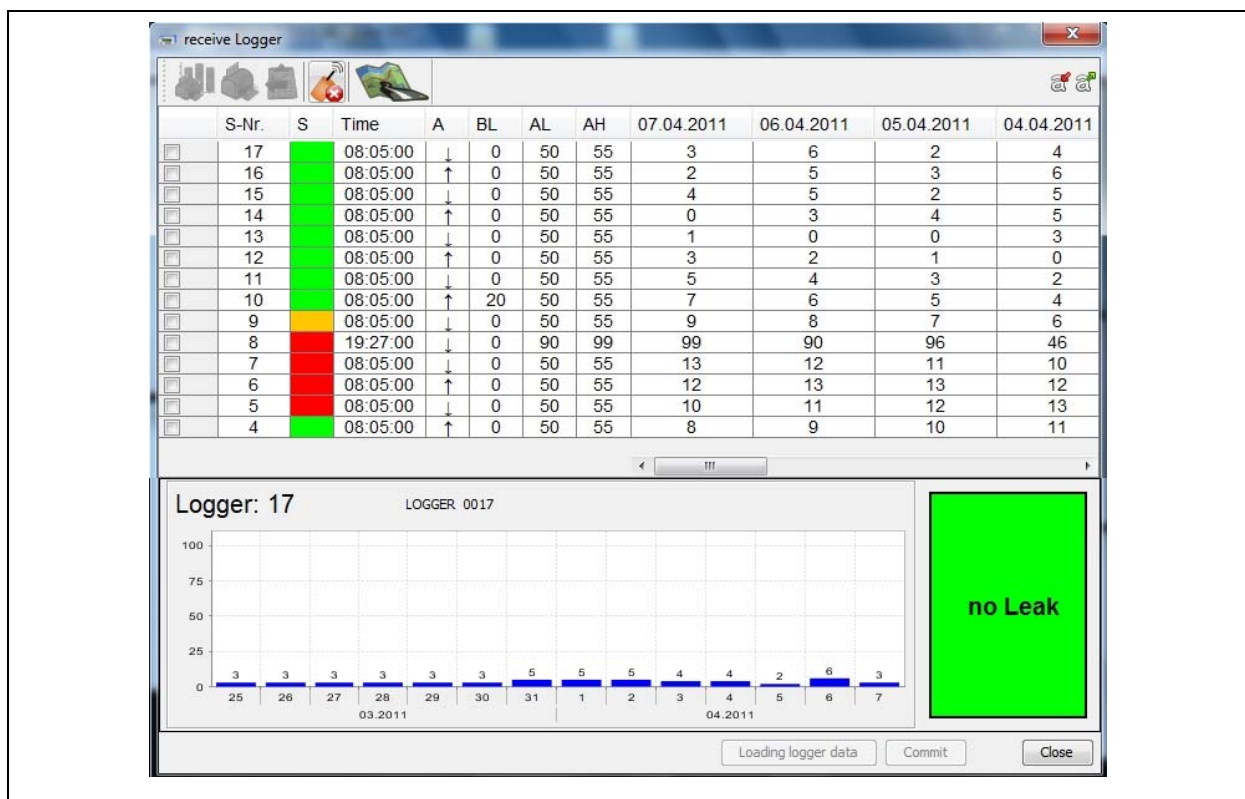 receive Logger
S-Nr. S Time A BL AL AH 07.04.2011 06.04.2011 05.04.2011 04.04.2011
17 08:05:00 ↓ 0 50 55 3 6 2 4
16 08:05:00 ↑ 0 50 55 2 5 3 6
15 08:05:00 ↓ 0 50 55 4 5 2 5
14 08:05:00 ↑ 0 50 55 0 3 4 5
13 08:05:00 ↓ 0 50 55 1 0 0 3
12 08:05:00 ↑ 0 50 55 3 2 1 0
11 08:05:00 ↓ 0 50 55 5 4 3 2
10 08:05:00 ↑ 20 50 55 7 6 5 4
9 08:05:00 ↓ 0 50 55 9 8 7 6
8 19:27:00 ↓ 0 90 99 99 90 96 46
7 08:05:00 ↓ 0 50 55 13 12 11 10
6 08:05:00 ↑ 0 50 55 12 13 13 12
5 08:05:00 ↓ 0 50 55 10 11 12 13
4 08:05:00 ↑ 0 50 55 8 9 10 11
Logger: 17 LOGGER 0017
100
75
50
25
0
3 3 3 3 3 3 5 5 5 4 4 2 6 3
25 26 27 28 29 30 31 1 2 3 4 5 6 7
03.2011 04.2011
no Leak
Loading logger data Commit Close